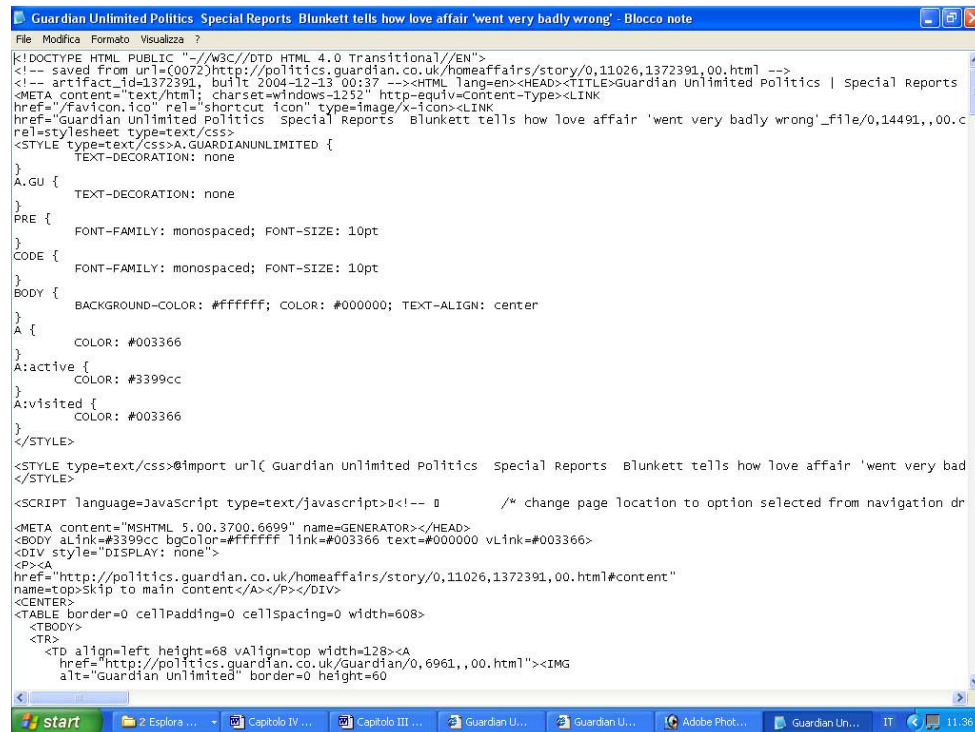 Guardian Unlimited Politics  Special Reports  Blunkett tells how love affair 'went very badly wrong' - Blocco note
File Modifica Formato Visualizza ?
<!DOCTYPE HTML PUBLIC "-//W3C//DTD HTML 4.0 Transitional//EN">
<!-- saved from url=(0072)http://politics.guardian.co.uk/homeaffairs/story/0,11026,1372391,00.html -->
<!-- artifact_id=1372391, built 2004-12-13 00:37 --><HTML lang=en><HEAD><TITLE>Guardian Unlimited Politics | Special Reports
<META content="text/html; charset=windows-1252" http-equiv=Content-Type><LINK
href="/favicon.ico" rel="shortcut icon" type=image/x-icon><LINK
href="Guardian Unlimited Politics  Special Reports  Blunkett tells how love affair 'went very badly wrong'_file/0,14491,,00.c
rel=stylesheet type=text/css>
<STYLE type=text/css>A.GUARDIANUNLIMITED {
TEXT-DECORATION: none
}
A.GU {
TEXT-DECORATION: none
}
PRE {
FONT-FAMILY: monospaced; FONT-SIZE: 10pt
}
CODE {
FONT-FAMILY: monospaced; FONT-SIZE: 10pt
}
BODY {
BACKGROUND-COLOR: #ffffff; COLOR: #000000; TEXT-ALIGN: center
}
A {
COLOR: #003366
}
A:active {
COLOR: #3399cc
}
A:visited {
COLOR: #003366
}
</STYLE>
<STYLE type=text/css>@import url( Guardian Unlimited Politics  Special Reports  Blunkett tells how love affair 'went very bad
</STYLE>
<SCRIPT language=JavaScript type=text/javascript>▯<!-- ▯ /* change page location to option selected from navigation dr
<META content="MSHTML 5.00.3700.6699" name=GENERATOR></HEAD>
<BODY aLink=#3399cc bgColor=#ffffff link=#003366 text=#000000 vLink=#003366>
<DIV style="DISPLAY: none">
<P><A
href="http://politics.guardian.co.uk/homeaffairs/story/0,11026,1372391,00.html#content"
name=top>Skip to main content</A></P></DIV>
<CENTER>
<TABLE border=0 cellPadding=0 cellSpacing=0 width=608>
<TBODY>
<TR>
<TD align=left height=68 vAlign=top width=128><A
href="http://politics.guardian.co.uk/Guardian/0,6961,,00.html"><IMG
alt="Guardian Unlimited" border=0 height=60
start 2 Esplora ... Capitolo IV ... Capitolo III ... Guardian U... Guardian U... Adobe Phot... Guardian Un... IT 11.36